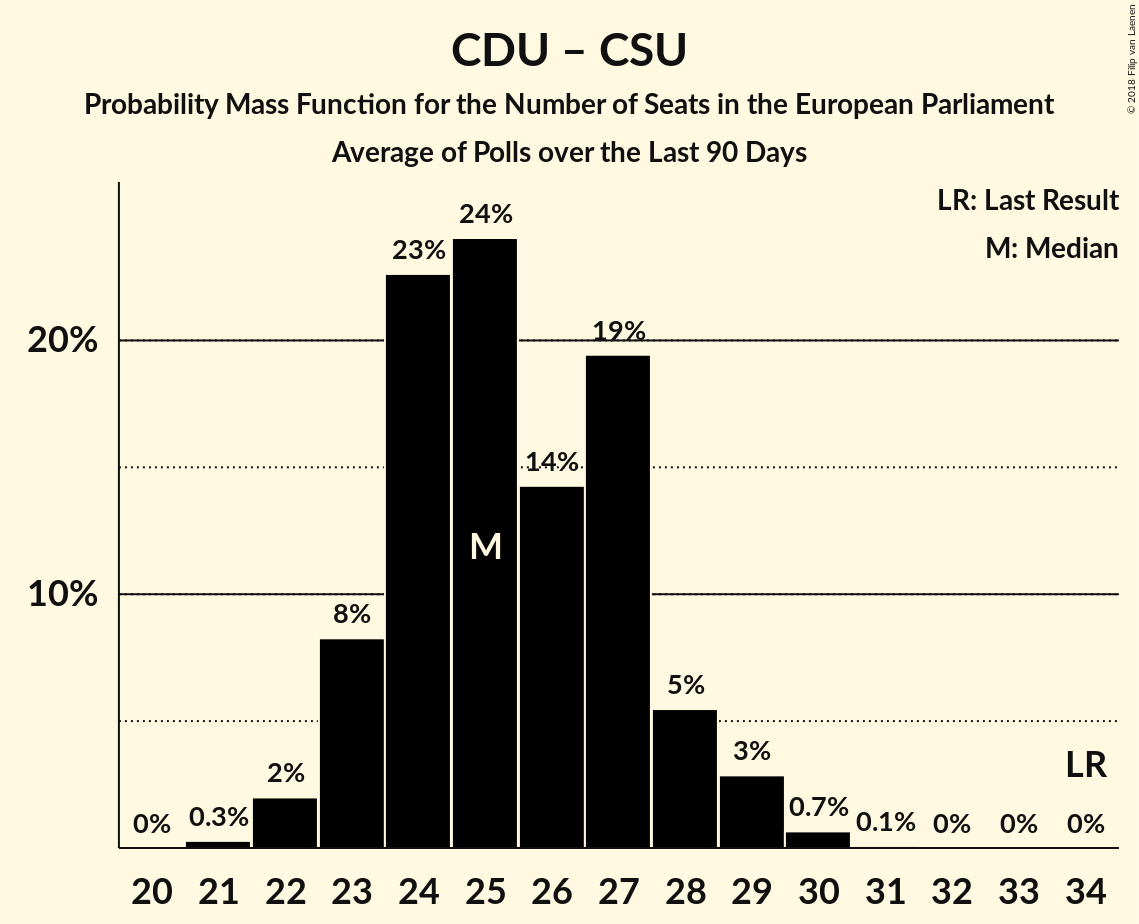 CDU – CSU
Probability Mass Function for the Number of Seats in the European Parliament
Average of Polls over the Last 90 Days
© 2018 Filip van Laenen
LR: Last Result
M: Median
24%
23%
20%
19%
14%
M
10%
8%
5%
3%
LR
2%
0% 0.3% 0.7% 0.1% 0% 0% 0%
20 21 22 23 24 25 26 27 28 29 30 31 32 33 34